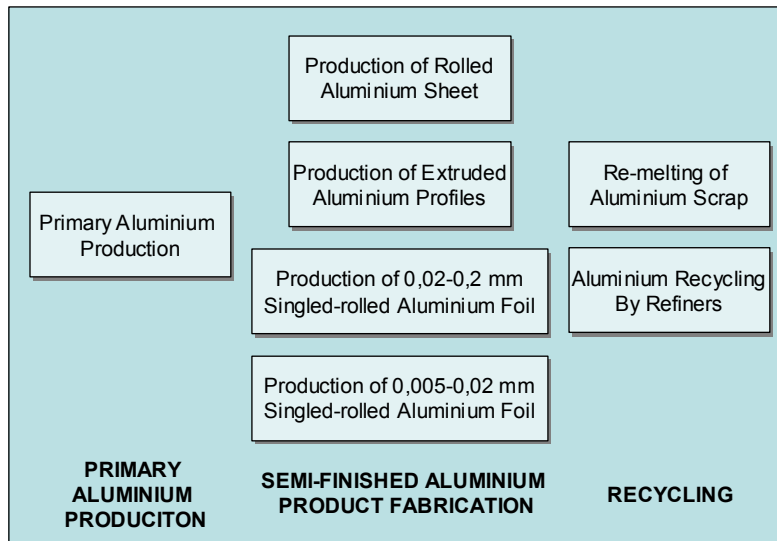 Production of Rolled
Aluminium Sheet
Production of Extruded
Aluminium Profiles
Re-melting of
Aluminium Scrap
Primary Aluminium
Production
Production of 0,02-0,2 mm
Singled-rolled Aluminium Foil
Aluminium Recycling
By Refiners
Production of 0,005-0,02 mm
Singled-rolled Aluminium Foil
PRIMARY
ALUMINIUM
PRODUCITON
SEMI-FINISHED ALUMINIUM
PRODUCT FABRICATION
RECYCLING